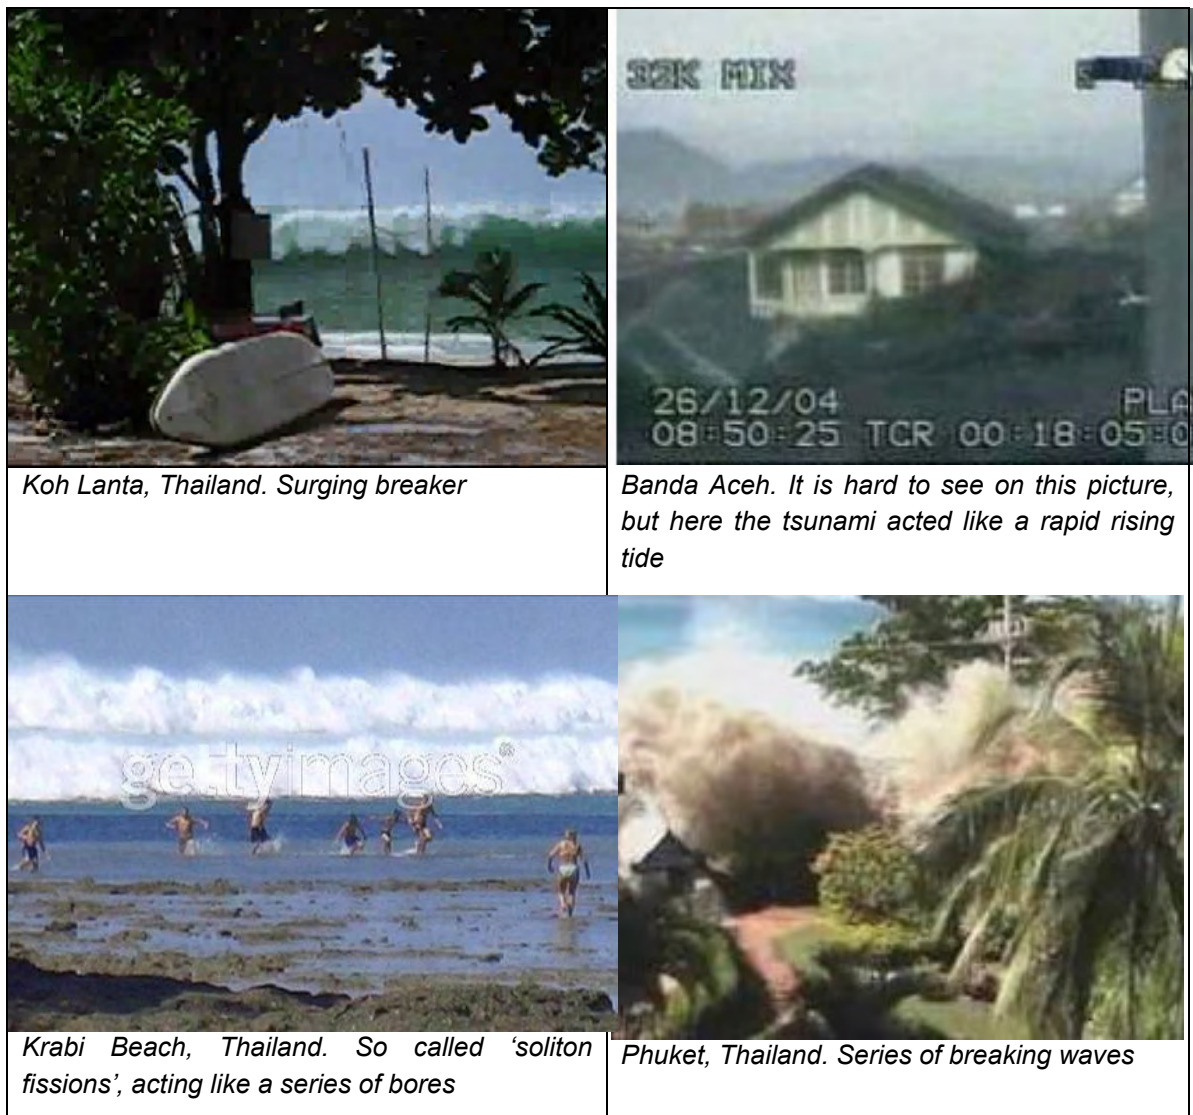 32K MIX
26/12/04 PLA
08:50:25 TCR 00:18:05:0
Koh Lanta, Thailand. Surging breaker
Banda Aceh. It is hard to see on this picture,
but here the tsunami acted like a rapid rising
tide
gettyimages®
Krabi Beach, Thailand. So called ‘soliton
fissions’, acting like a series of bores
Phuket, Thailand. Series of breaking waves